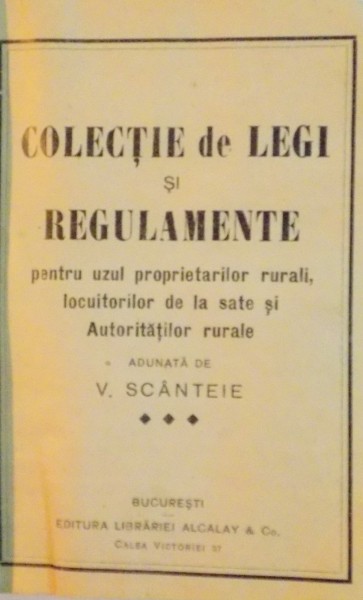 COLECȚIE de LEGI
ȘI
REGULAMENTE
pentru uzul proprietarilor rurali,
locuitorilor de la sate și
Autorităților rurale
ADUNATĂ DE
V. SCÂNTEIE
BUCUREȘTI
EDITURA LIBRĂRIEI ALCALAY & Co.
CALEA VICTORIEI 37